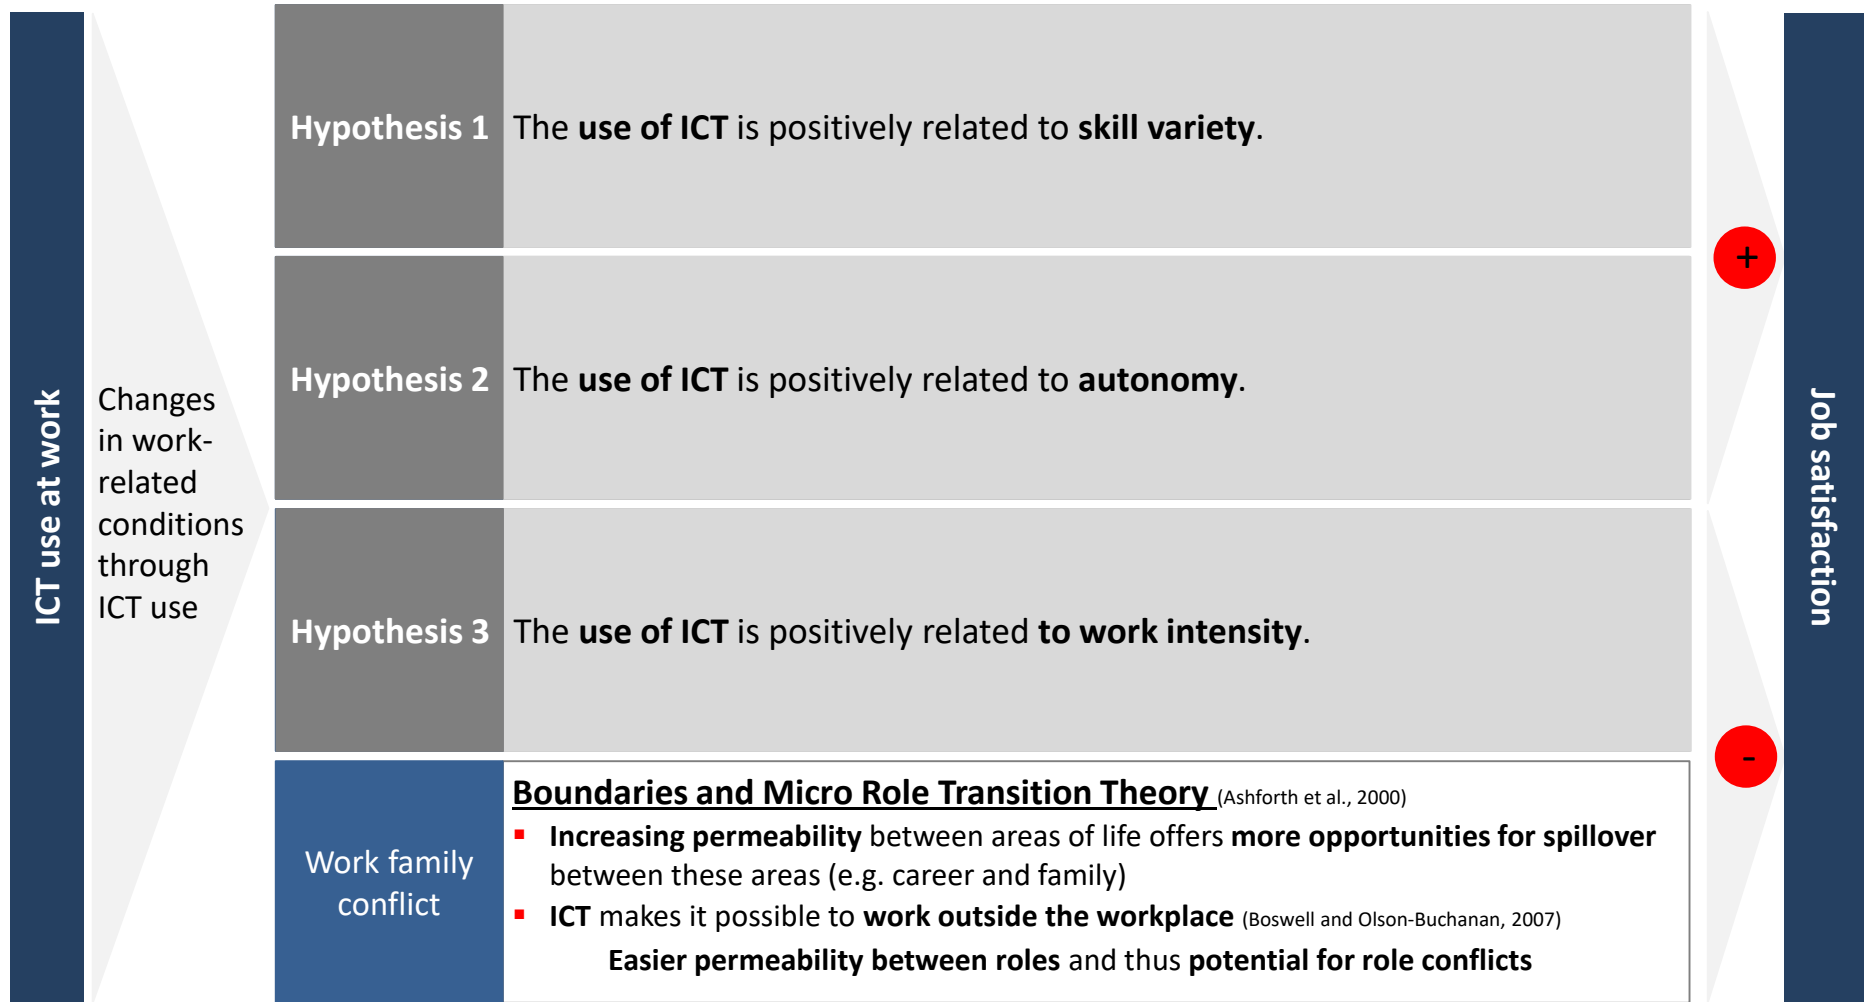 ICT use at work
Changes
in work-
related
conditions
through
ICT use
Hypothesis 1
The use of ICT is positively related to skill variety.
Hypothesis 2
The use of ICT is positively related to autonomy.
Hypothesis 3
The use of ICT is positively related to work intensity.
Work family
conflict
Boundaries and Micro Role Transition Theory (Ashforth et al., 2000)
▪ Increasing permeability between areas of life offers more opportunities for spillover
between these areas (e.g. career and family)
▪ ICT makes it possible to work outside the workplace (Boswell and Olson-Buchanan, 2007)
Easier permeability between roles and thus potential for role conflicts
+
-
Job satisfaction